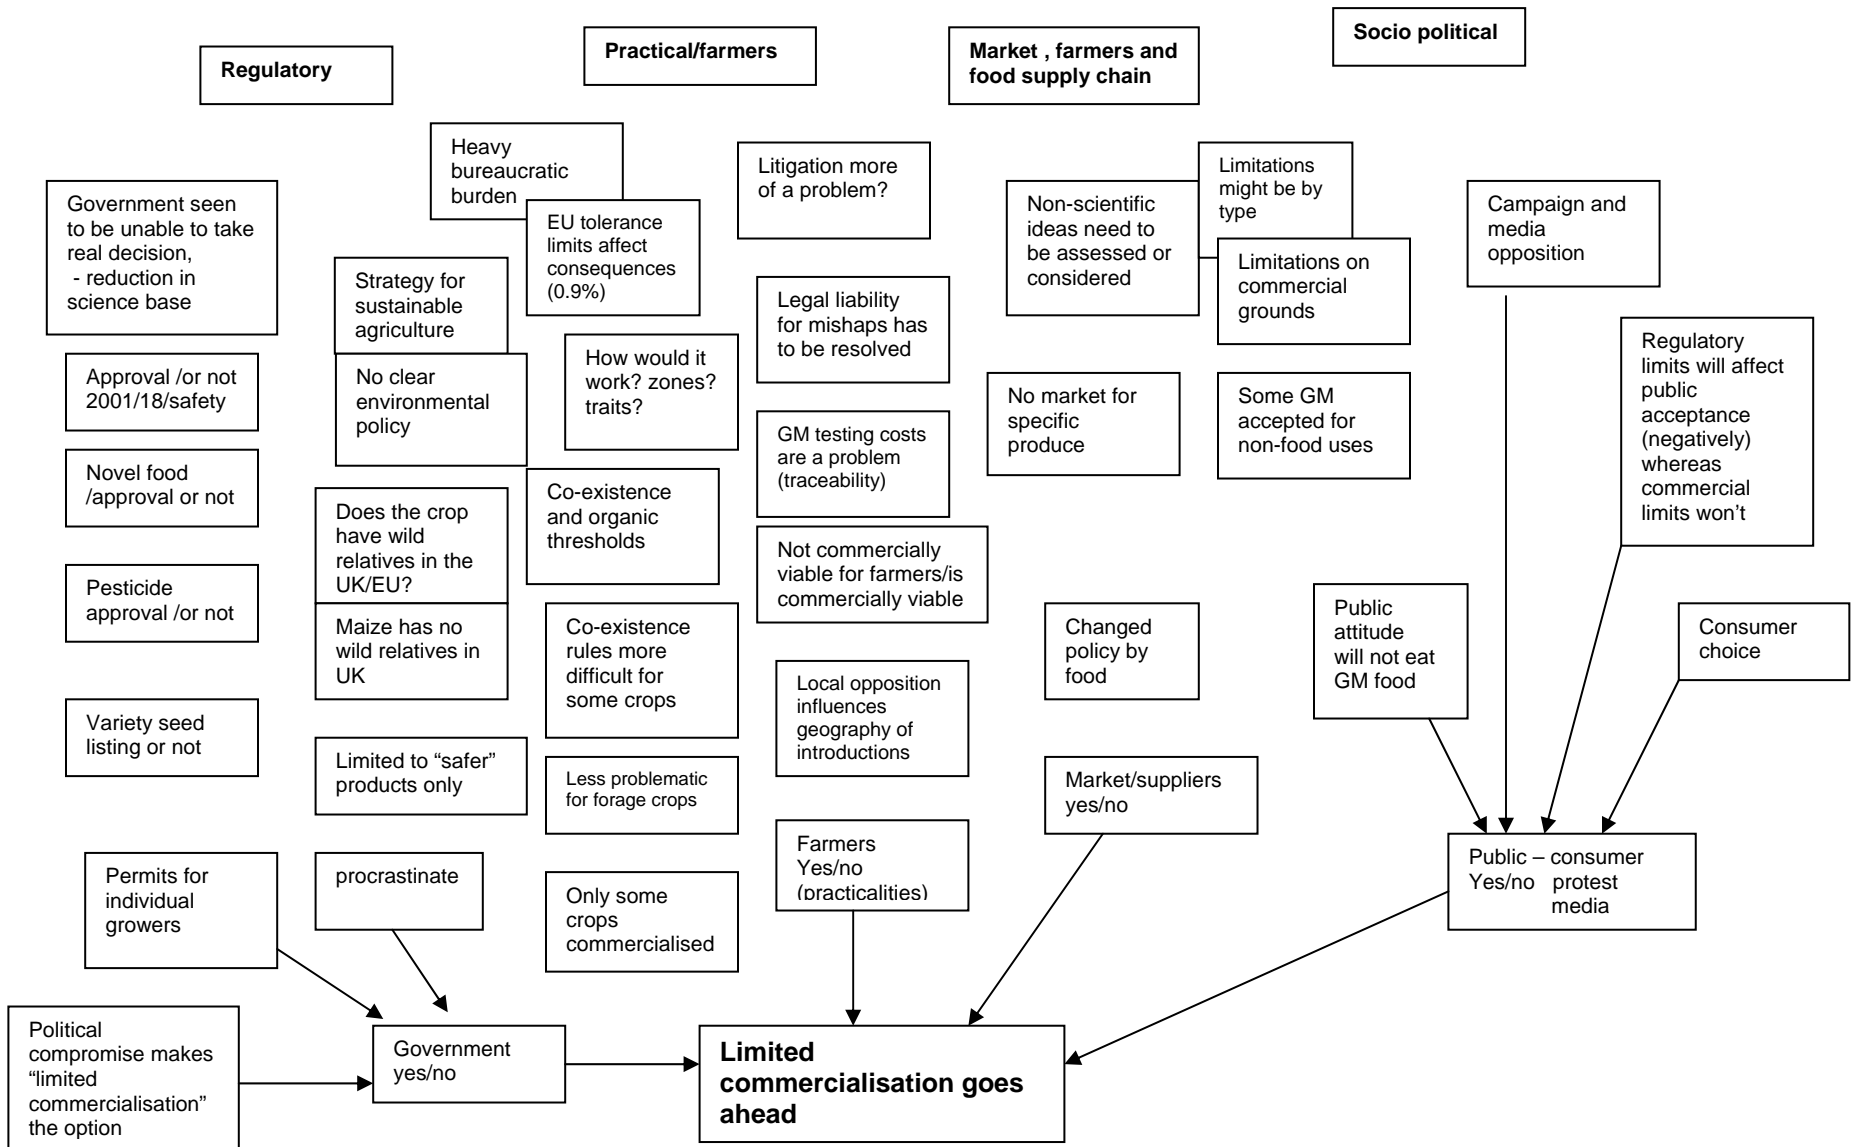 Regulatory
Practical/farmers
Market , farmers and
food supply chain
Socio political
Government seen
to be unable to take
real decision,
- reduction in
science base
Approval /or not
2001/18/safety
Novel food
/approval or not
Pesticide
approval /or not
Variety seed
listing or not
Permits for
individual
growers
Political
compromise makes
“limited
commercialisation”
the option
Heavy
bureaucratic
burden
EU tolerance
limits affect
consequences
(0.9%)
Strategy for
sustainable
agriculture
No clear
environmental
policy
How would it
work? zones?
traits?
Does the crop
have wild
relatives in the
UK/EU?
Maize has no
wild relatives in
UK
Limited to “safer”
products only
procrastinate
Government
yes/no
Co-existence
and organic
thresholds
Co-existence
rules more
difficult for
some crops
Less problematic
for forage crops
Only some
crops
commercialised
Litigation more
of a problem?
Legal liability
for mishaps has
to be resolved
GM testing costs
are a problem
(traceability)
Not commercially
viable for farmers/is
commercially viable
Local opposition
influences
geography of
introductions
Farmers
Yes/no
(practicalities)
Limited
commercialisation goes
ahead
Non-scientific
ideas need to
be assessed or
considered
Limitations
might be by
type
Limitations on
commercial
grounds
No market for
specific
produce
Some GM
accepted for
non-food uses
Changed
policy by
food
Market/suppliers
yes/no
Campaign and
media
opposition
Regulatory
limits will affect
public
acceptance
(negatively)
whereas
commercial
limits won’t
Public
attitude
will not eat
GM food
Consumer
choice
Public – consumer
Yes/no protest
media